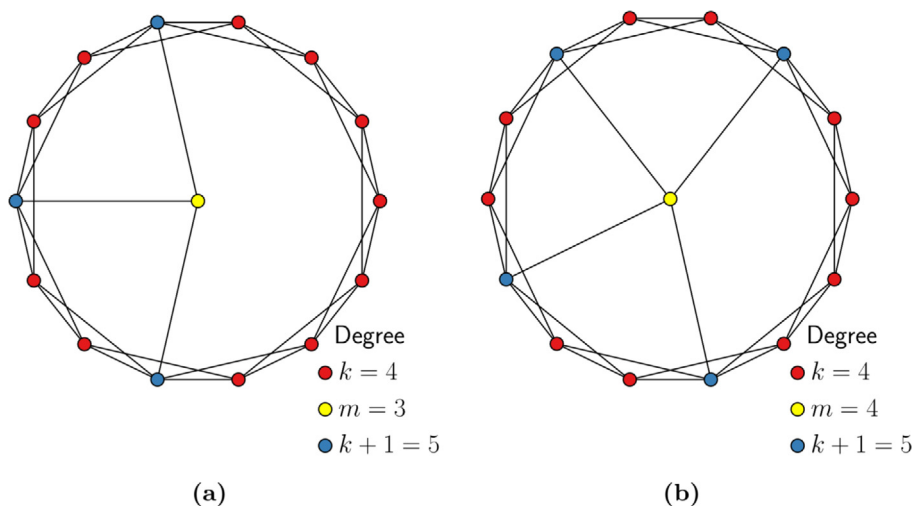 Degree
k = 4
m = 3
k + 1 = 5
(a)
Degree
k = 4
m = 4
k + 1 = 5
(b)